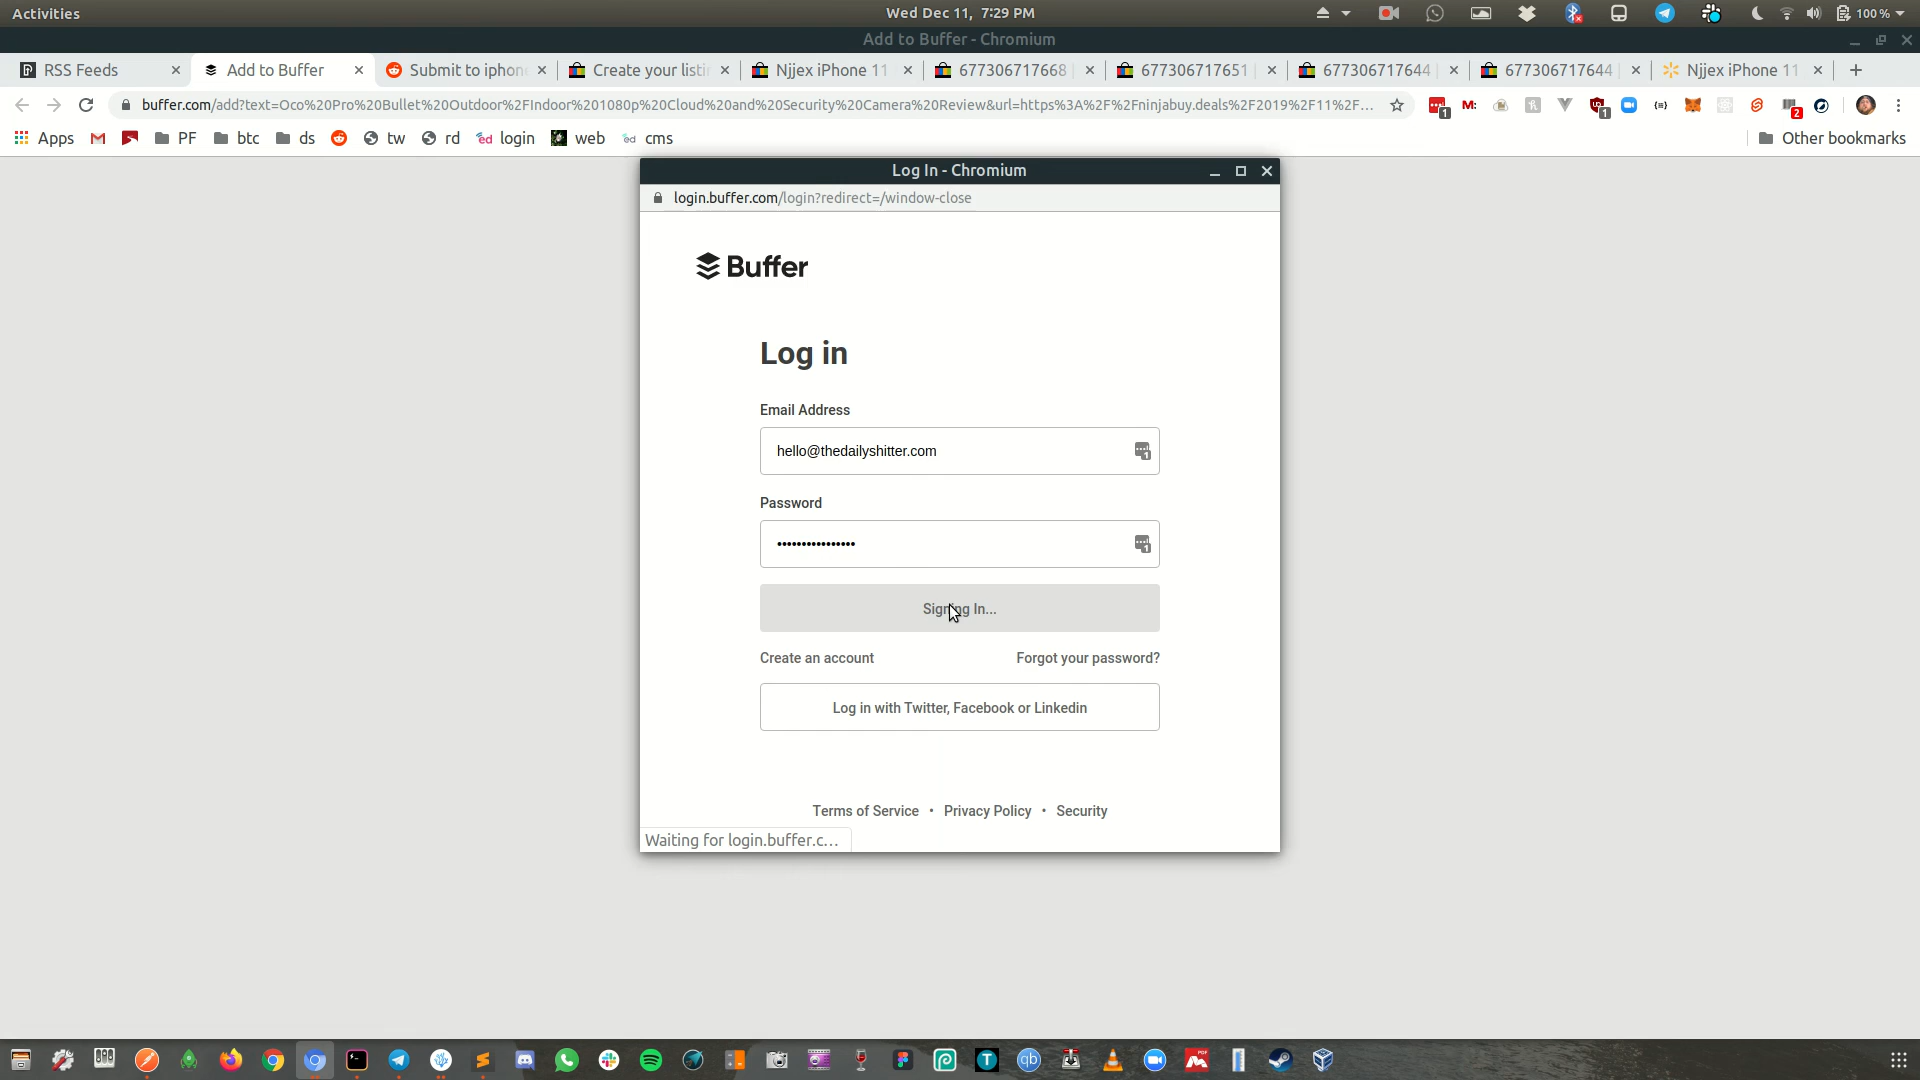 Activities
Wed Dec 11, 7:29 PM
100 %
Add to Buffer - Chromium
RSS Feeds
Add to Buffer
Submit to iphon
Create your listi
Njjex iPhone 11
677306717668
677306717651
677306717644
677306717644
Njjex iPhone 11
buffer.com/add?text=Oco%20Pro%20Bullet%20Outdoor%2FIndoor%201080p%20Cloud%20and%20Security%20Camera%20Review&url=https%3A%2F%2Fninjabuy.deals%2F2019%2F11%2F...
Apps
PF
btc
ds
tw
rd
login
web
cms
Other bookmarks
Log In - Chromium
login.buffer.com/login?redirect=/window-close
Buffer
Log in
Email Address
hello@thedailyshitter.com
Password
Signing In...
Create an account
Forgot your password?
Log in with Twitter, Facebook or Linkedin
Terms of Service • Privacy Policy • Security
Waiting for login.buffer.c...